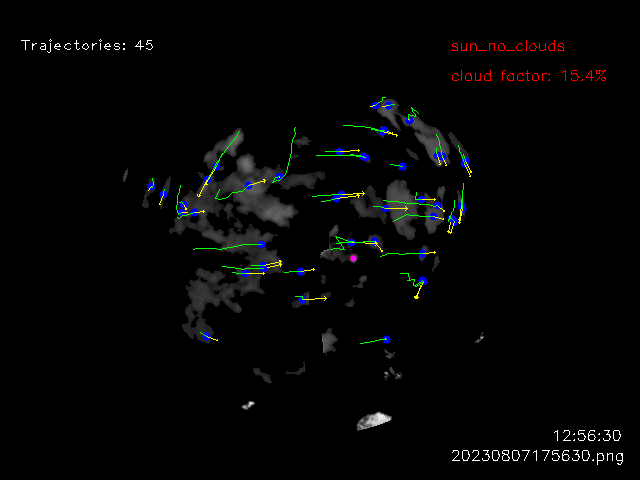 Trajectories: 45
sun_no_clouds
cloud factor: 15.4%
12:56:30
20230807175630.png